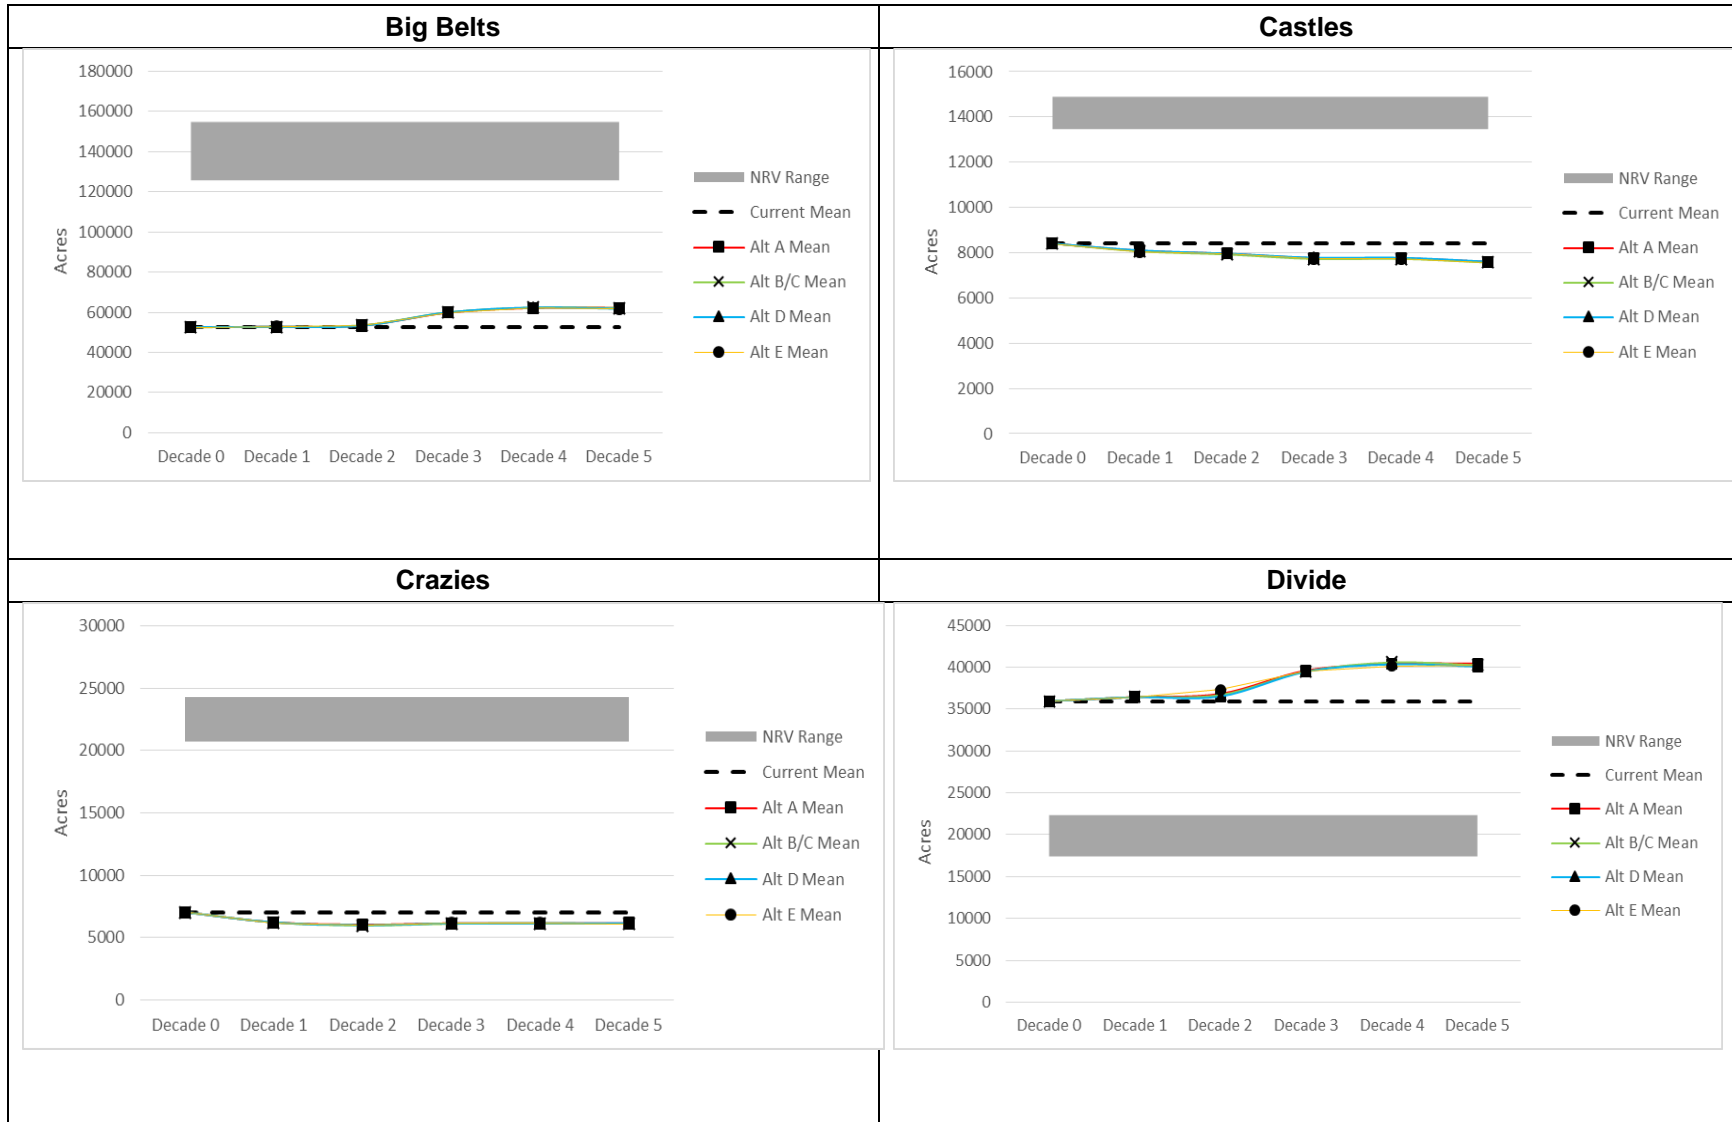 Big Belts
180000
160000
140000
120000
100000
80000
60000
40000
20000
0
Acres
Decade 0 Decade 1 Decade 2 Decade 3 Decade 4 Decade 5
NRV Range
Current Mean
Alt A Mean
Alt B/C Mean
Alt D Mean
Alt E Mean
Castles
16000
14000
12000
10000
8000
6000
4000
2000
0
Acres
Decade 0 Decade 1 Decade 2 Decade 3 Decade 4 Decade 5
NRV Range
Current Mean
Alt A Mean
Alt B/C Mean
Alt D Mean
Alt E Mean
Crazies
30000
25000
20000
15000
10000
5000
0
Acres
Decade 0 Decade 1 Decade 2 Decade 3 Decade 4 Decade 5
NRV Range
Current Mean
Alt A Mean
Alt B/C Mean
Alt D Mean
Alt E Mean
Divide
45000
40000
35000
30000
25000
20000
15000
10000
5000
0
Acres
Decade 0 Decade 1 Decade 2 Decade 3 Decade 4 Decade 5
NRV Range
Current Mean
Alt A Mean
Alt B/C Mean
Alt D Mean
Alt E Mean